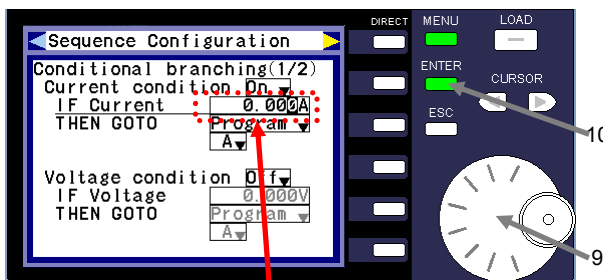 DIRECT MENU LOAD
Sequence Configuration
Conditional branching(1/2)
Current condition On
IF Current 0.000A
THEN GOTO Program
A
Voltage condition Off
IF Voltage 0.000V
THEN GOTO Program
A
ENTER
CURSOR
ESC
10
9